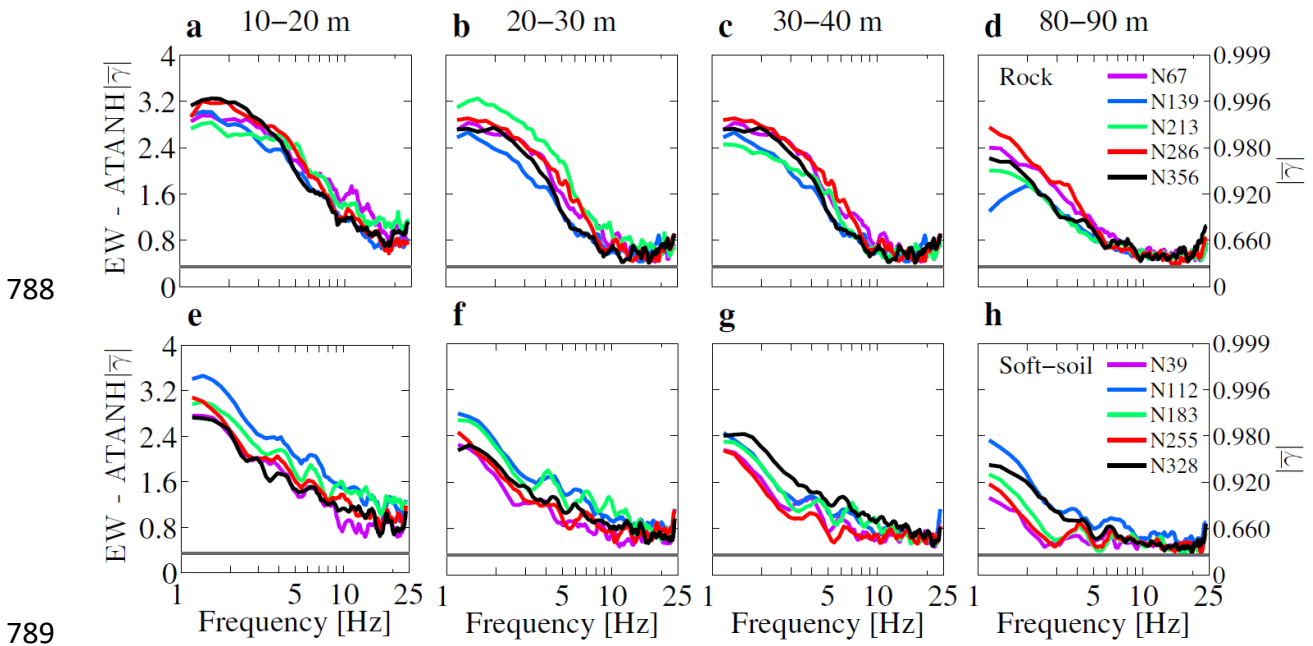 10−20 m 20−30 m 30−40 m 80−90 m
a b c d
EW - ATANH|γ̅|
4
3.2
2.4
1.6
0.8
0
Rock
N67
N139
N213
N286
N356
0.999
0.996
0.980
0.920
0.660
0
|γ̅|
788
e f g h
EW - ATANH|γ̅|
4
3.2
2.4
1.6
0.8
0
Soft−soil
N39
N112
N183
N255
N328
0.999
0.996
0.980
0.920
0.660
0
|γ̅|
1 5 10 25 1 5 10 25 1 5 10 25 1 5 10 25
Frequency [Hz] Frequency [Hz] Frequency [Hz] Frequency [Hz]
789